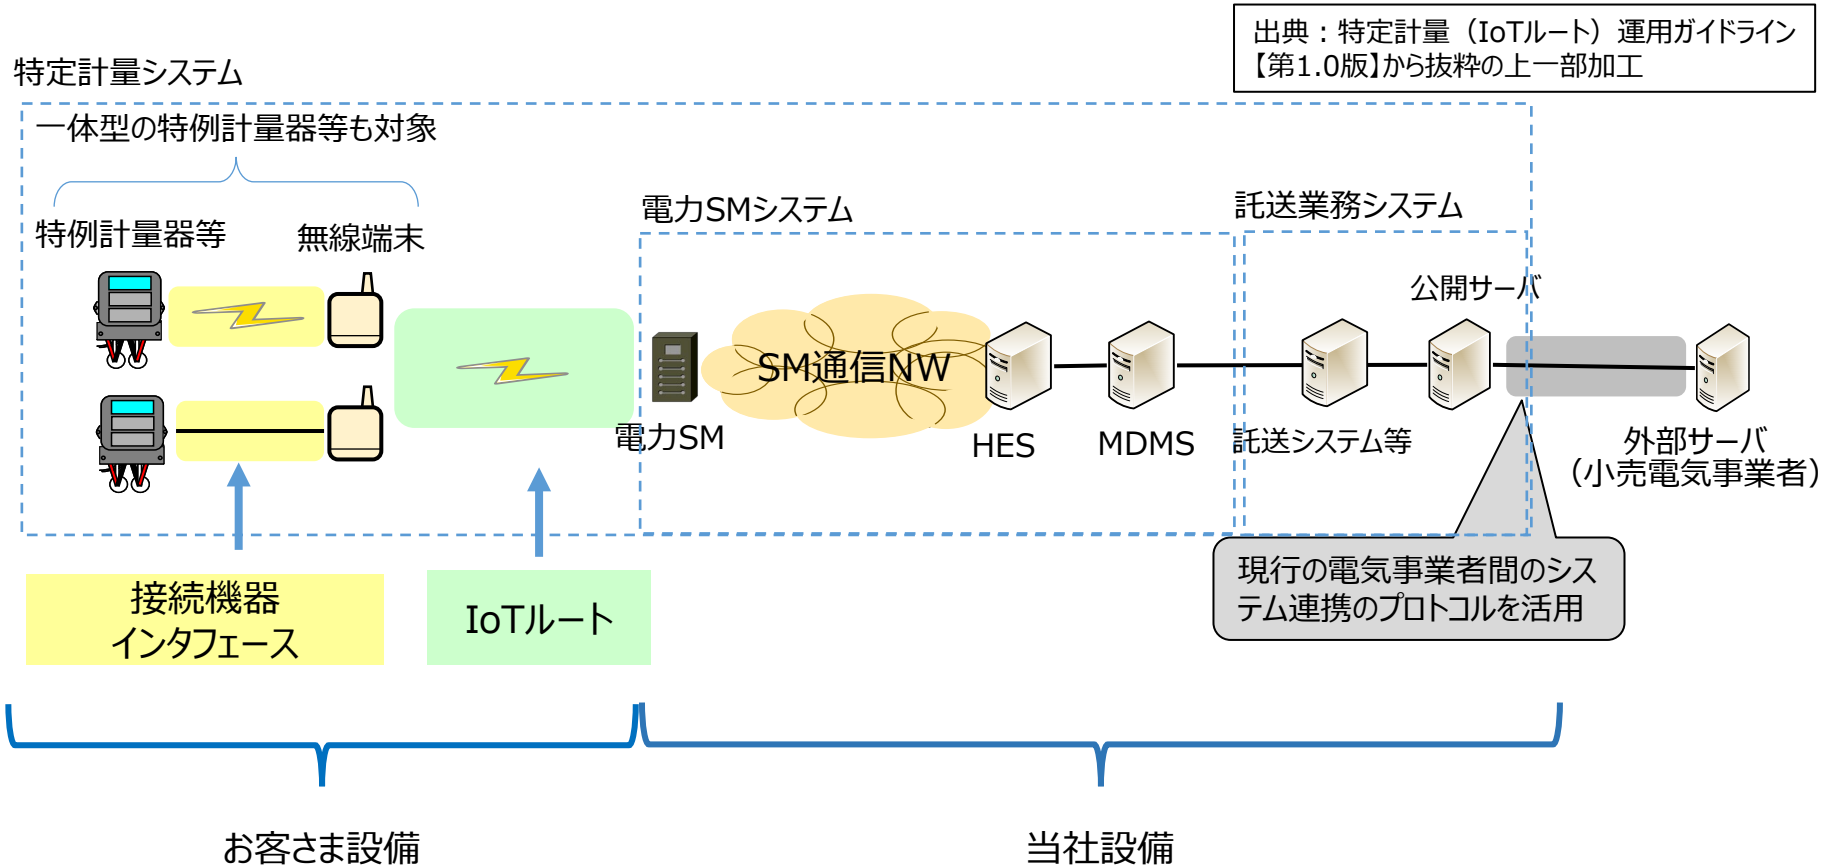 出典：特定計量（IoTルート）運用ガイドライン
【第1.0版】から抜粋の上一部加工
特定計量システム
一体型の特例計量器等も対象
特例計量器等
無線端末
電力SMシステム
託送業務システム
公開サーバ
SM通信NW
電力SM
HES
MDMS
託送システム等
外部サーバ
（小売電気事業者）
接続機器
インタフェース
IoTルート
現行の電気事業者間のシス
テム連携のプロトコルを活用
お客さま設備
当社設備